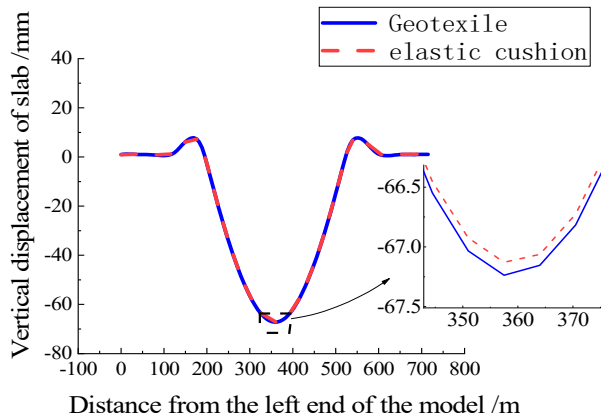 Geotexile
elastic cushion
Vertical displacement of slab /mm
40
20
0
-20
-40
-60
-80
-100 0 100 200 300 400 500 600 700 800
-66.5
-67.0
-67.5
350 360 370
Distance from the left end of the model /m